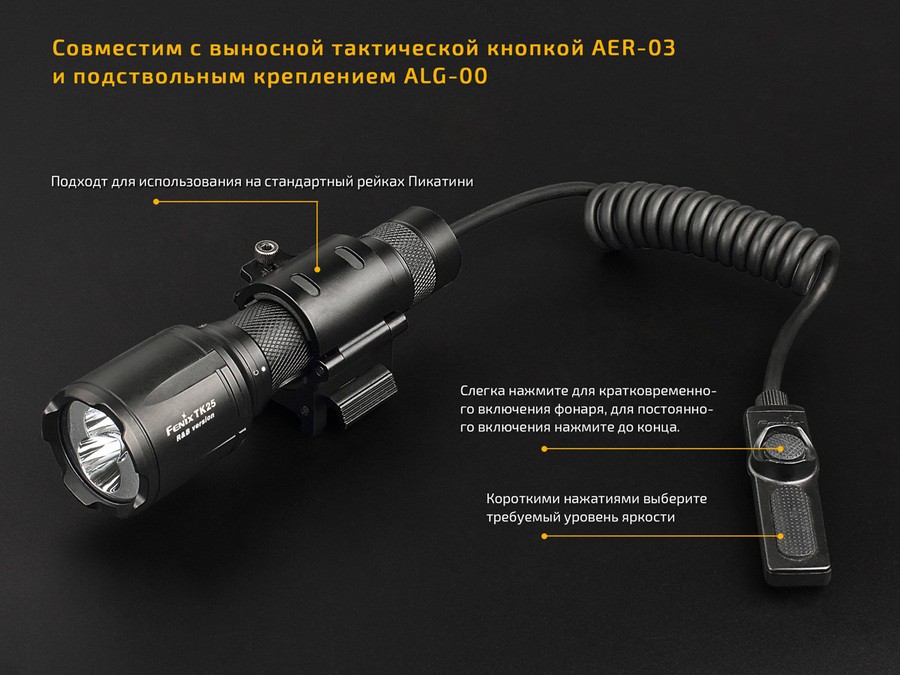 Совместим с выносной тактической кнопкой AER-03
и подствольным креплением ALG-00
Подходт для использования на стандартный рейках Пикатини
Слегка нажмите для кратковременно-
го включения фонаря, для постоянно-
го включения нажмите до конца.
FENIX TK25
R&B version
Короткими нажатиями выберите
требуемый уровень яркости